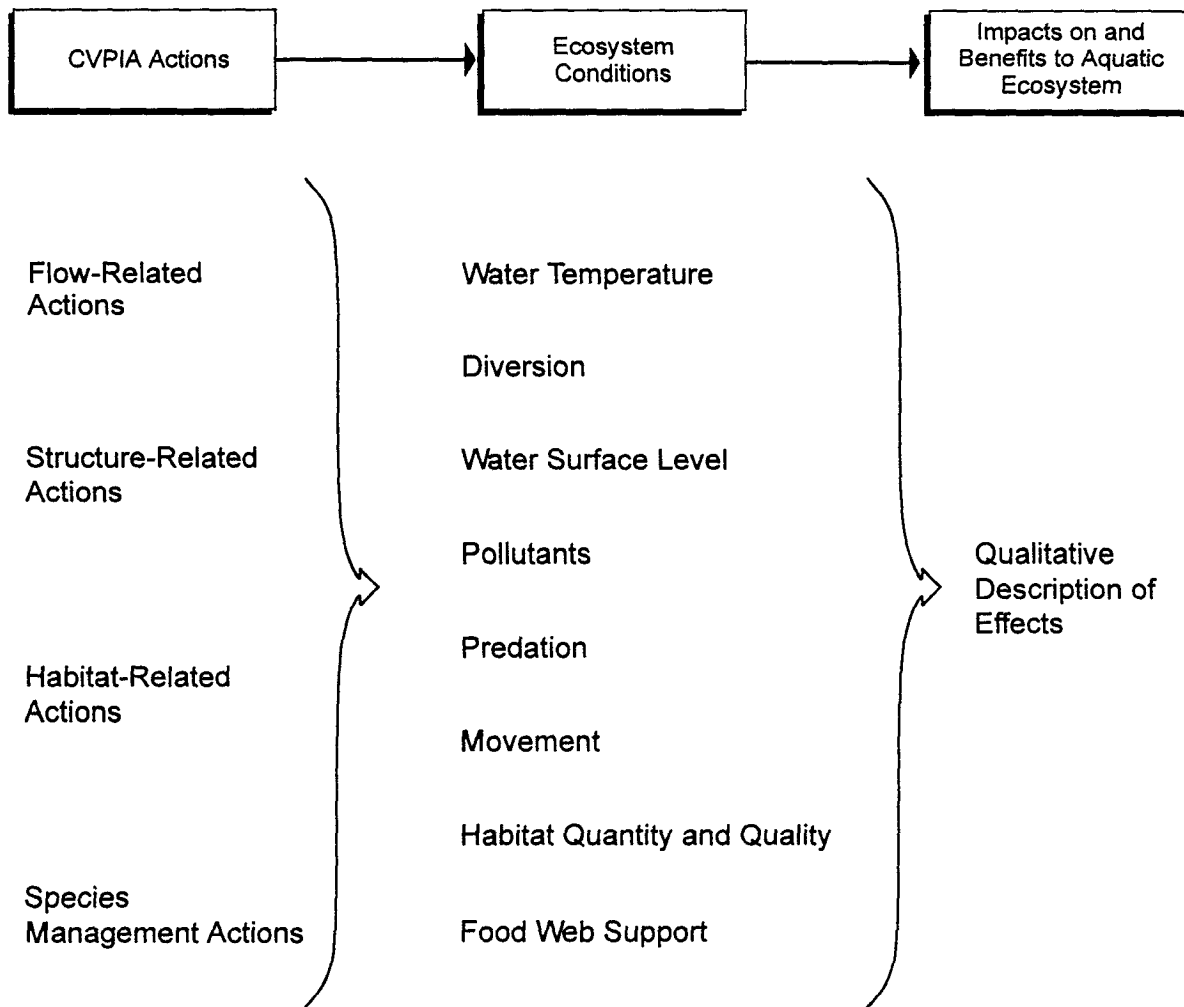 CVPIA Actions
Ecosystem
Conditions
Impacts on and
Benefits to Aquatic
Ecosystem
Flow-Related
Actions
Structure-Related
Actions
Habitat-Related
Actions
Species
Management Actions
Water Temperature
Diversion
Water Surface Level
Pollutants
Predation
Movement
Habitat Quantity and Quality
Food Web Support
Qualitative
Description of
Effects